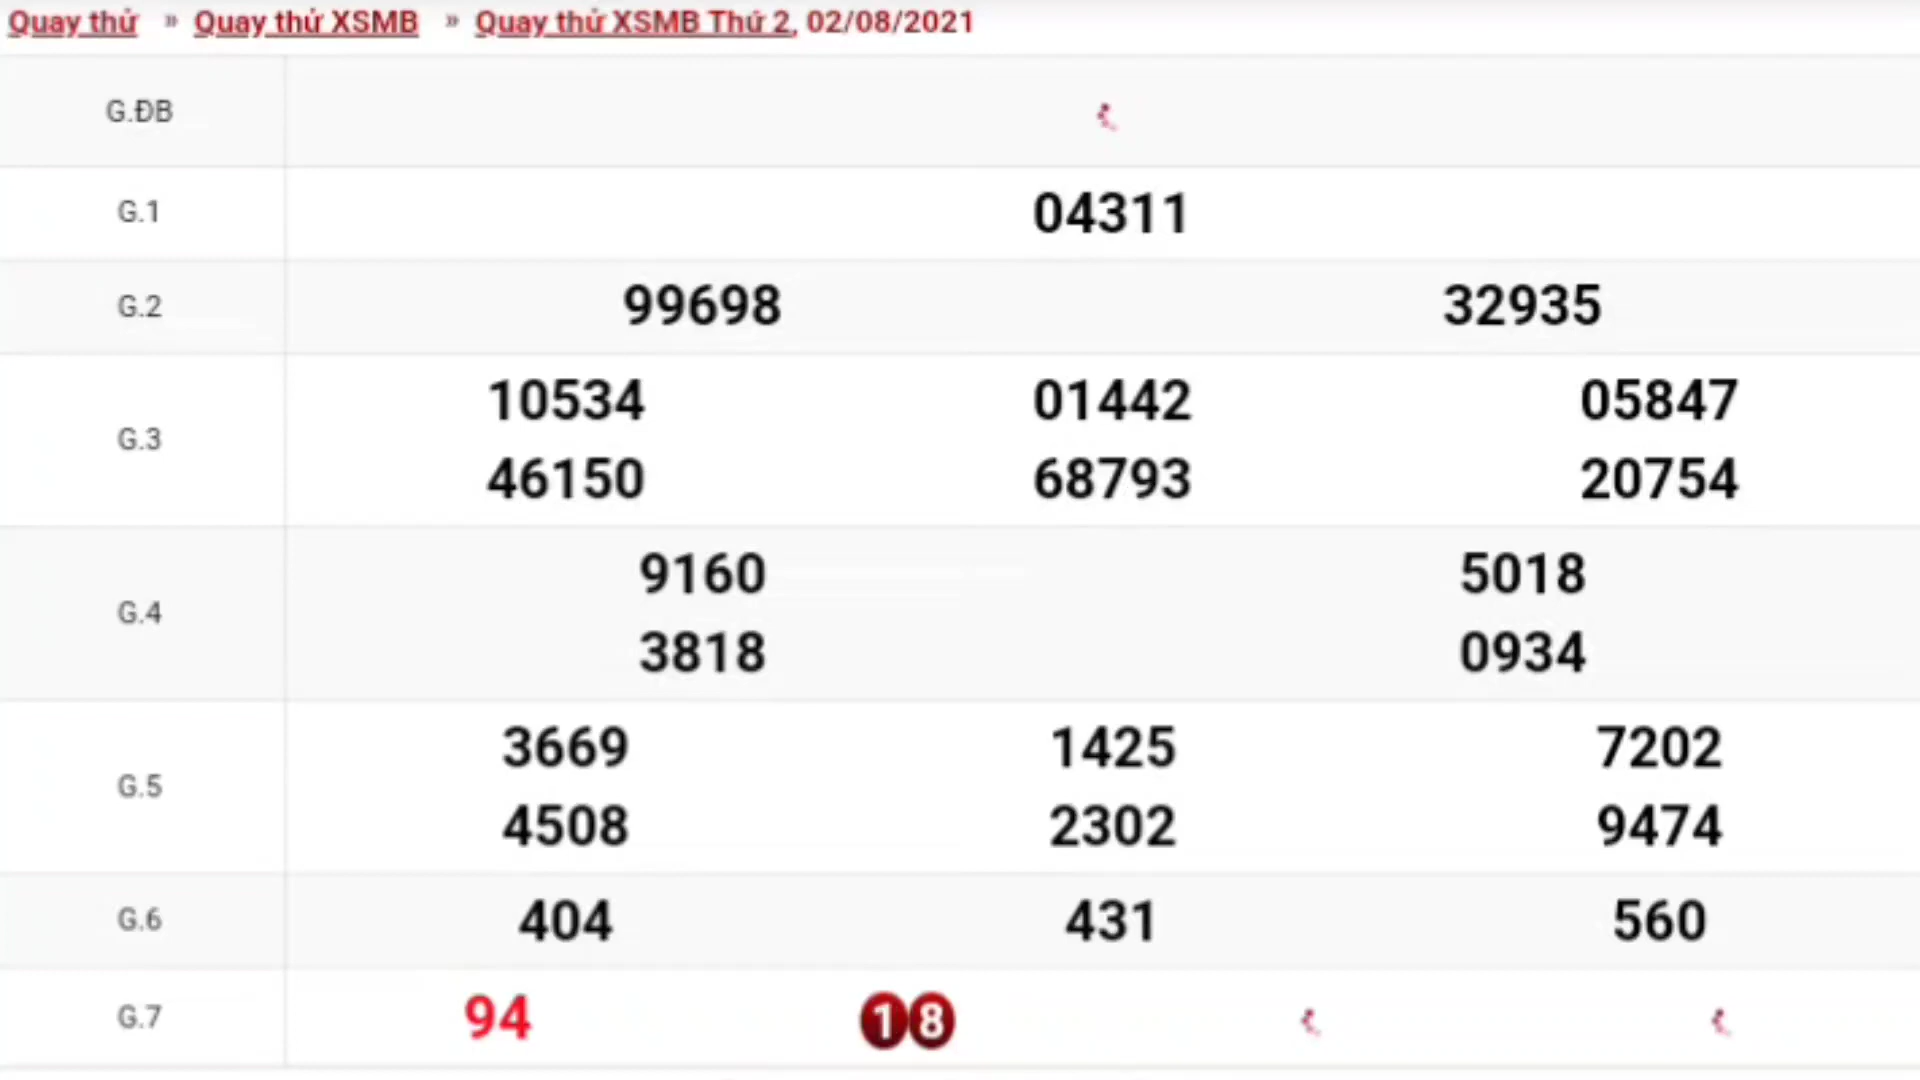 Quay thử » Quay thử XSMB » Quay thử XSMB Thứ 2, 02/08/2021
G.ĐB
G.1 04311
G.2 99698 32935
G.3 10534 01442 05847
46150 68793 20754
G.4 9160 5018
3818 0934
G.5 3669 1425 7202
4508 2302 9474
G.6 404 431 560
G.7 94 18